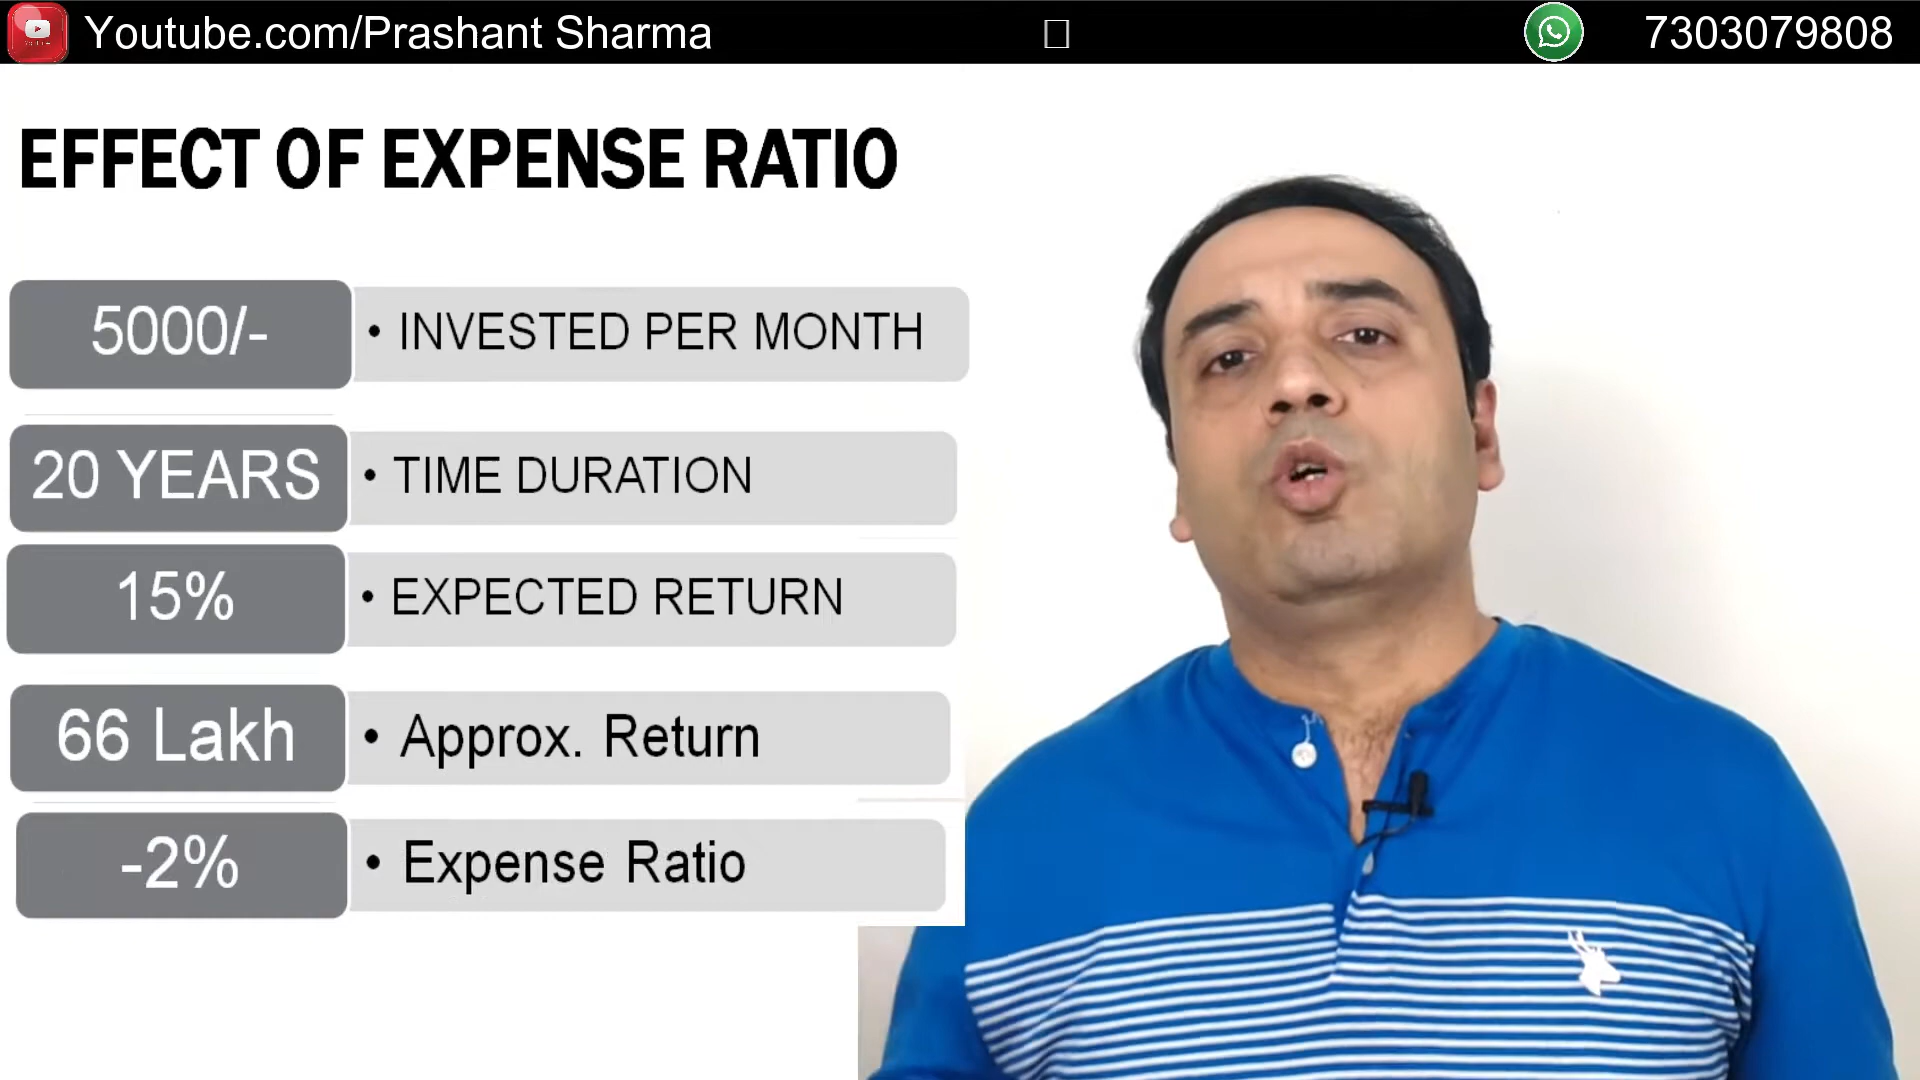 Youtube.com/Prashant Sharma
7303079808
EFFECT OF EXPENSE RATIO
5000/- • INVESTED PER MONTH
20 YEARS • TIME DURATION
15% • EXPECTED RETURN
66 Lakh • Approx. Return
-2% • Expense Ratio